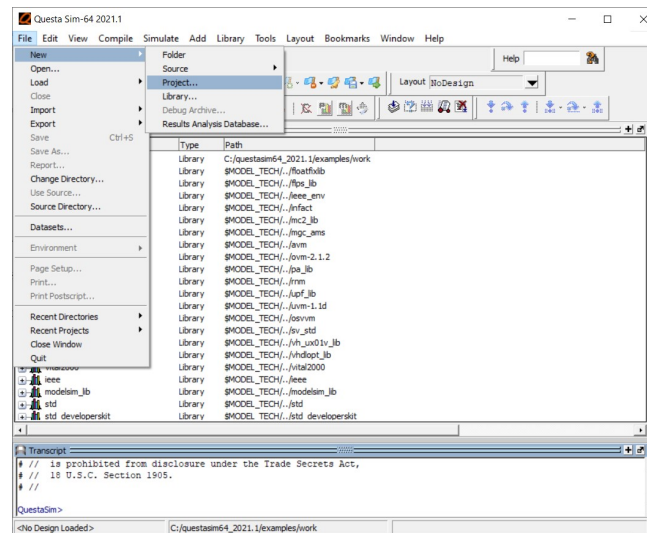 Questa Sim-64 2021.1
File Edit View Compile Simulate Add Library Tools Layout Bookmarks Window Help
New
Open...
Load
Close
Import
Export
Save Ctrl+S
Save As...
Report...
Change Directory...
Use Source...
Source Directory...
Datasets...
Environment
Page Setup...
Print...
Print Postscript...
Recent Directories
Recent Projects
Close Window
Quit
Folder
Source
Project...
Library...
Debug Archive...
Results Analysis Database...
Help
Layout NoDesign
Type Path
Library C:/questasim64_2021.1/examples/work
Library $MODEL_TECH/../floatfixlib
Library $MODEL_TECH/../flps_lib
Library $MODEL_TECH/../ieee_env
Library $MODEL_TECH/../infact
Library $MODEL_TECH/../mc2_lib
Library $MODEL_TECH/../mgc_ams
Library $MODEL_TECH/../avm
Library $MODEL_TECH/../ovm-2.1.2
Library $MODEL_TECH/../pa_lib
Library $MODEL_TECH/../rnm
Library $MODEL_TECH/../upf_lib
Library $MODEL_TECH/../uvm-1.1d
Library $MODEL_TECH/../osvvm
Library $MODEL_TECH/../sv_std
Library $MODEL_TECH/../vh_ux01v_lib
Library $MODEL_TECH/../vhdlopt_lib
vital2000 Library $MODEL_TECH/../vital2000
ieee Library $MODEL_TECH/../ieee
modelsim_lib Library $MODEL_TECH/../modelsim_lib
std Library $MODEL_TECH/../std
std_developerskit Library $MODEL_TECH/../std_developerskit
Transcript
# // is prohibited from disclosure under the Trade Secrets Act,
# // 18 U.S.C. Section 1905.
# //
QuestaSim>
<No Design Loaded> C:/questasim64_2021.1/examples/work